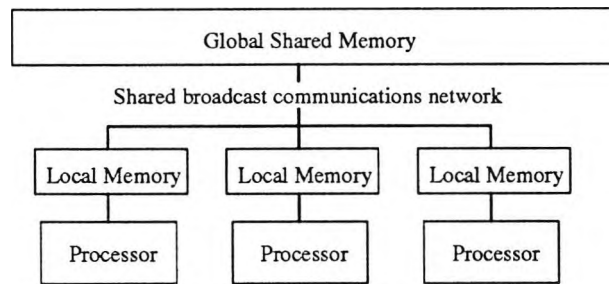 Global Shared Memory
Shared broadcast communications network
Local Memory Local Memory Local Memory
Processor Processor Processor